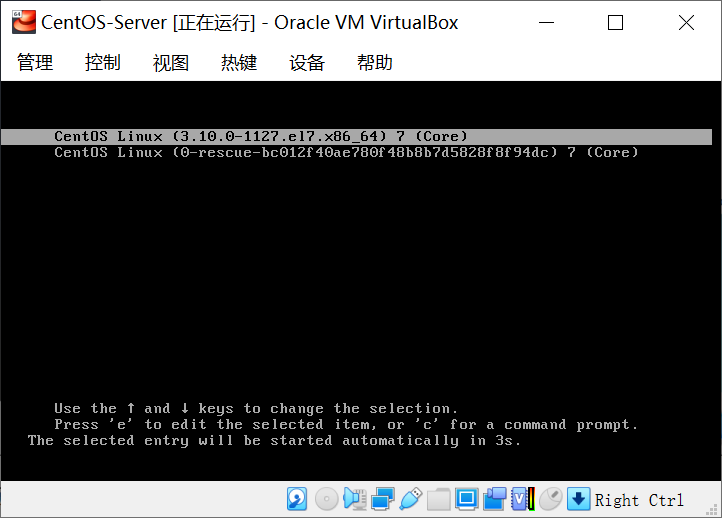 CentOS-Server [正在运行] - Oracle VM VirtualBox
管理 控制 视图 热键 设备 帮助
CentOS Linux (3.10.0-1127.el7.x86_64) 7 (Core)
CentOS Linux (0-rescue-bc012f40ae780f48b8b7d5828f8f94dc) 7 (Core)
Use the ↑ and ↓ keys to change the selection.
Press 'e' to edit the selected item, or 'c' for a command prompt.
The selected entry will be started automatically in 3s.
Right Ctrl